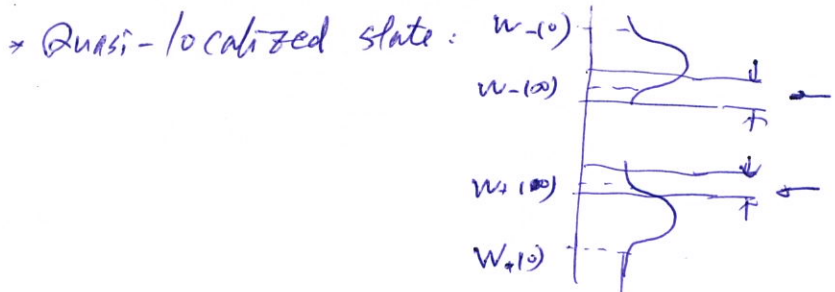 * Quasi-localized state: W-(0)
W-(∞)
W+(∞)
W+(0)